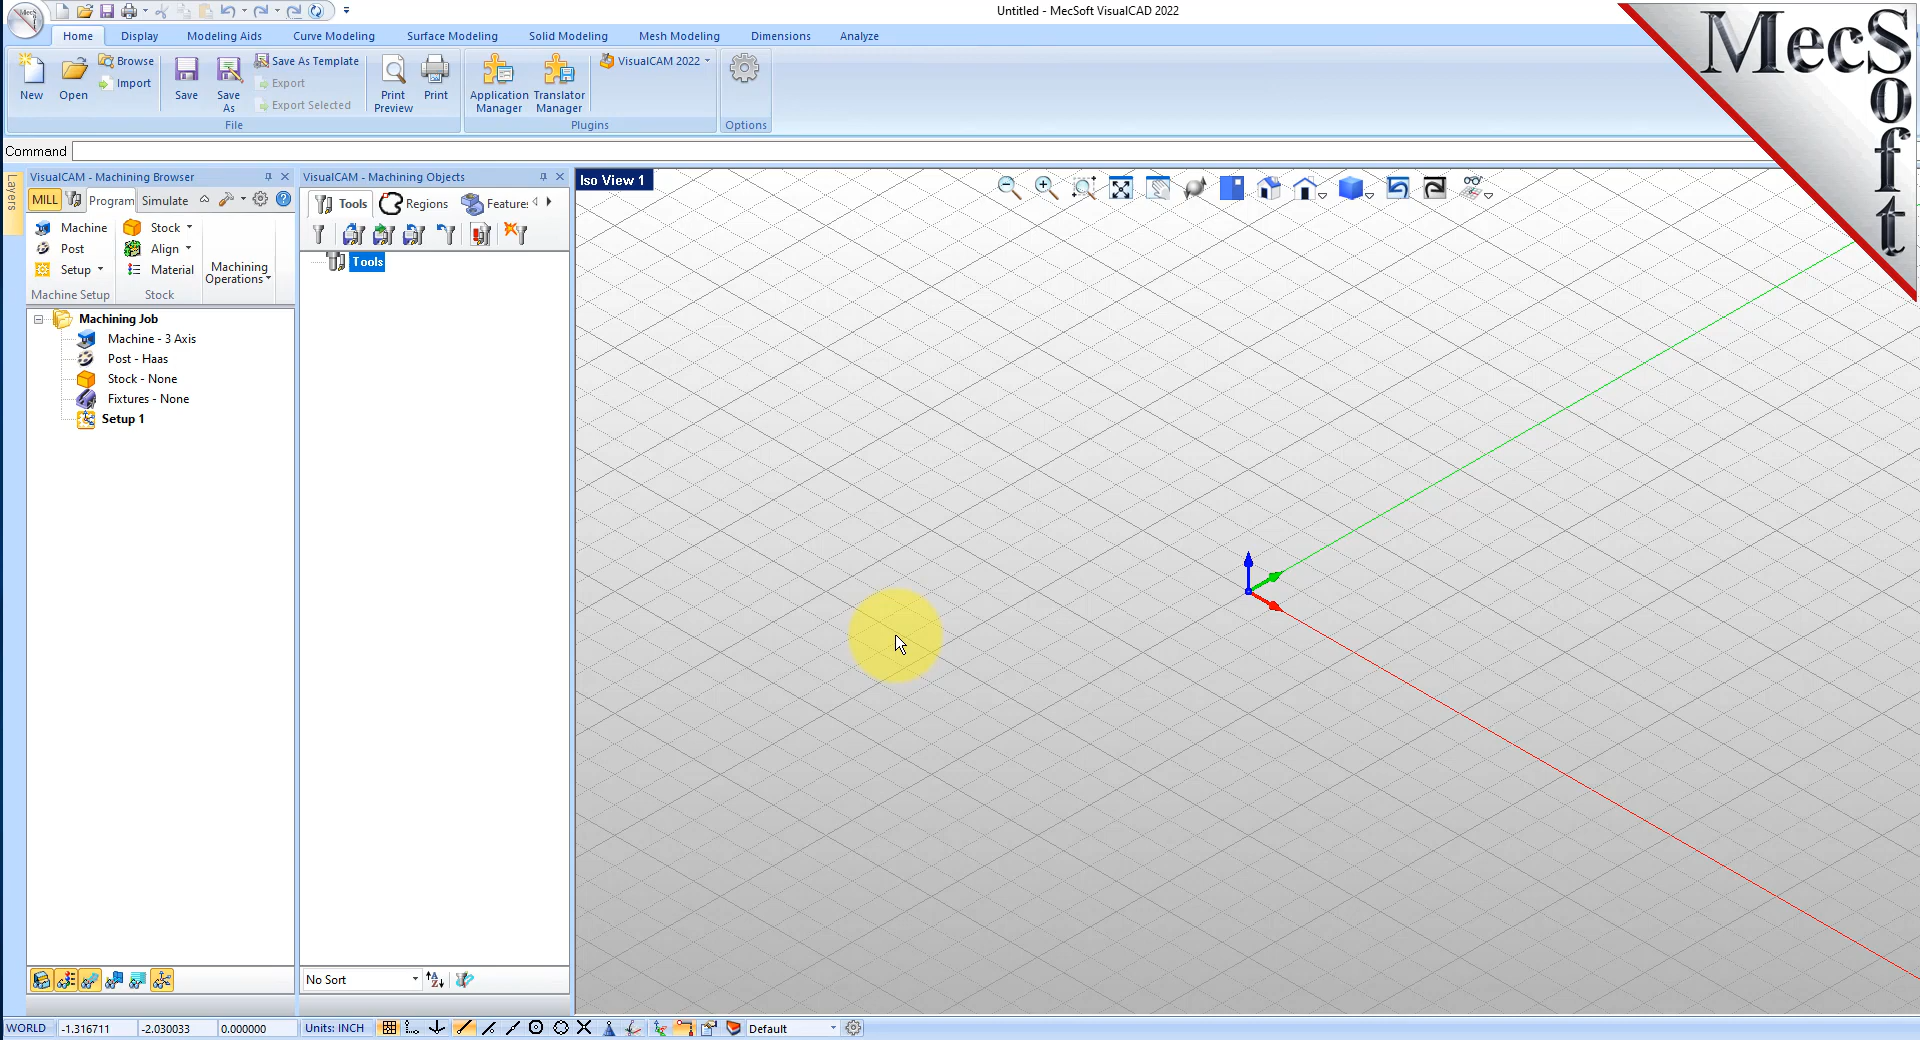 Untitled - MecSoft VisualCAD 2022
MecS
Home Display Modeling Aids Curve Modeling Surface Modeling Solid Modeling Mesh Modeling Dimensions Analyze
New
Open
Browse
Import
Save
Save As
Save As Template
Export
Export Selected
Print Preview
Print
File
Application Manager
Translator Manager
VisualCAM 2022
Plugins
Options
MecSoft
Command
Layers
VisualCAM - Machining Browser
MILL Program Simulate
Machine
Post
Setup
Machine Setup
Stock
Align
Material
Stock
Machining Operations
Machining Job
Machine - 3 Axis
Post - Haas
Stock - None
Fixtures - None
Setup 1
VisualCAM - Machining Objects
Tools Regions Features
Tools
No Sort
Iso View 1
WORLD -1.316711 -2.030033 0.000000 Units: INCH Default